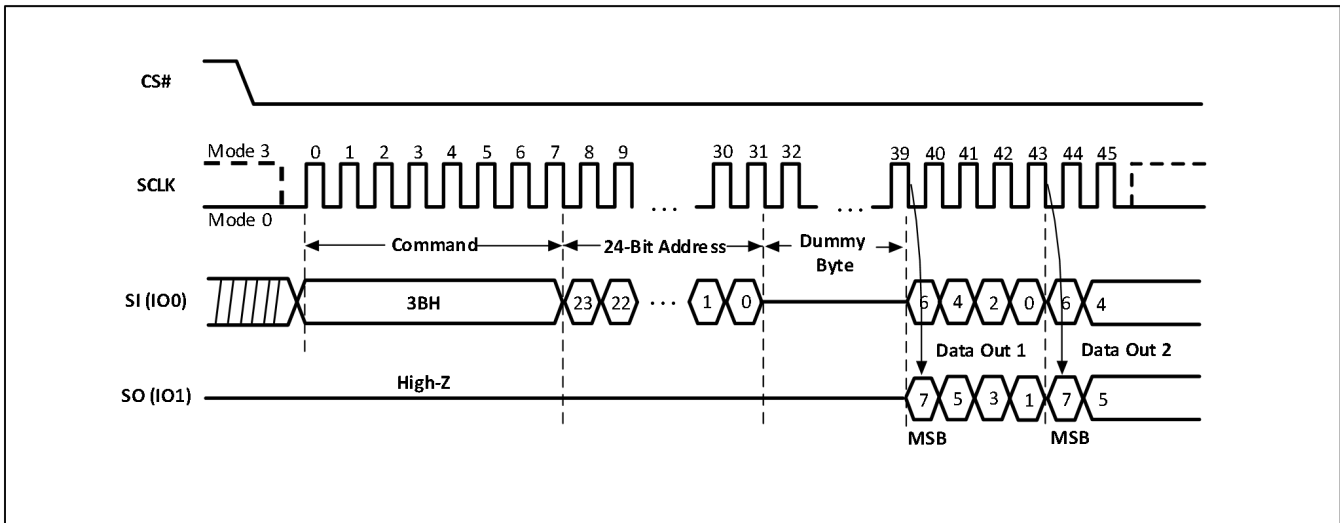 CS#
Mode 3
0 1 2 3 4 5 6 7 8 9 30 31 32 39 40 41 42 43 44 45
SCLK
... ...
Mode 0
Command 24-Bit Address Dummy
Byte
SI (IO0) 3BH 23 22 ... 1 0 6 4 2 0 6 4
Data Out 1 Data Out 2
High-Z
SO (IO1) 7 5 3 1 7 5
MSB MSB